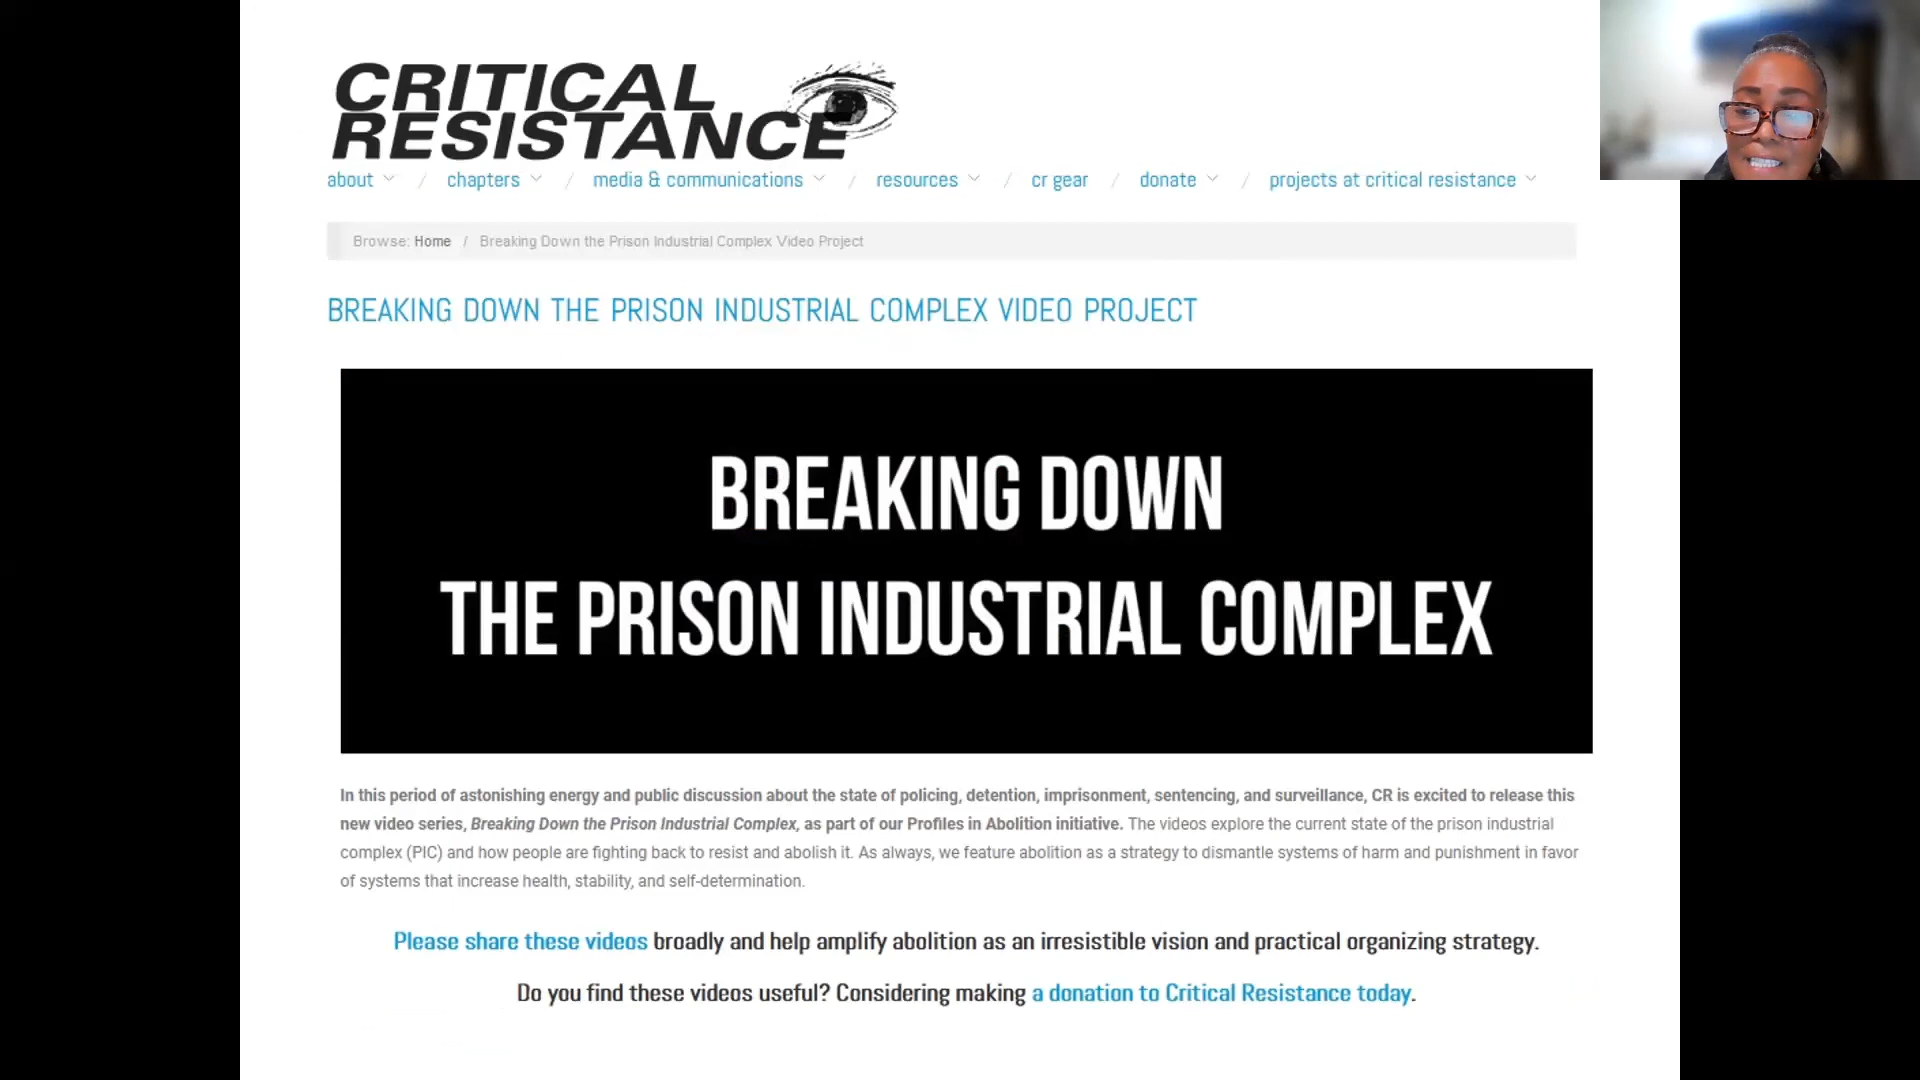 CRITICAL
RESISTANCE
about / chapters / media & communications / resources / cr gear / donate / projects at critical resistance
Browse: Home / Breaking Down the Prison Industrial Complex Video Project
BREAKING DOWN THE PRISON INDUSTRIAL COMPLEX VIDEO PROJECT
BREAKING DOWN
THE PRISON INDUSTRIAL COMPLEX
In this period of astonishing energy and public discussion about the state of policing, detention, imprisonment, sentencing, and surveillance, CR is excited to release this
new video series, Breaking Down the Prison Industrial Complex, as part of our Profiles in Abolition initiative. The videos explore the current state of the prison industrial
complex (PIC) and how people are fighting back to resist and abolish it. As always, we feature abolition as a strategy to dismantle systems of harm and punishment in favor
of systems that increase health, stability, and self-determination.
Please share these videos broadly and help amplify abolition as an irresistible vision and practical organizing strategy.
Do you find these videos useful? Considering making a donation to Critical Resistance today.